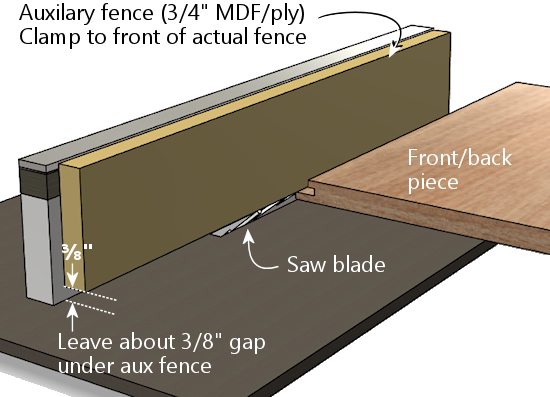 Auxilary fence (3/4" MDF/ply)
Clamp to front of actual fence
Front/back
piece
⅜"
Saw blade
Leave about 3/8" gap
under aux fence